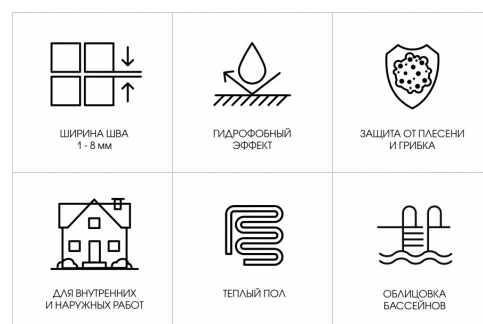 ШИРИНА ШВА
1 - 8 мм
ГИДРОФОБНЫЙ
ЭФФЕКТ
ЗАЩИТА ОТ ПЛЕСЕНИ
И ГРИБКА
ДЛЯ ВНУТРЕННИХ
И НАРУЖНЫХ РАБОТ
ТЕПЛЫЙ ПОЛ
ОБЛИЦОВКА
БАССЕЙНОВ